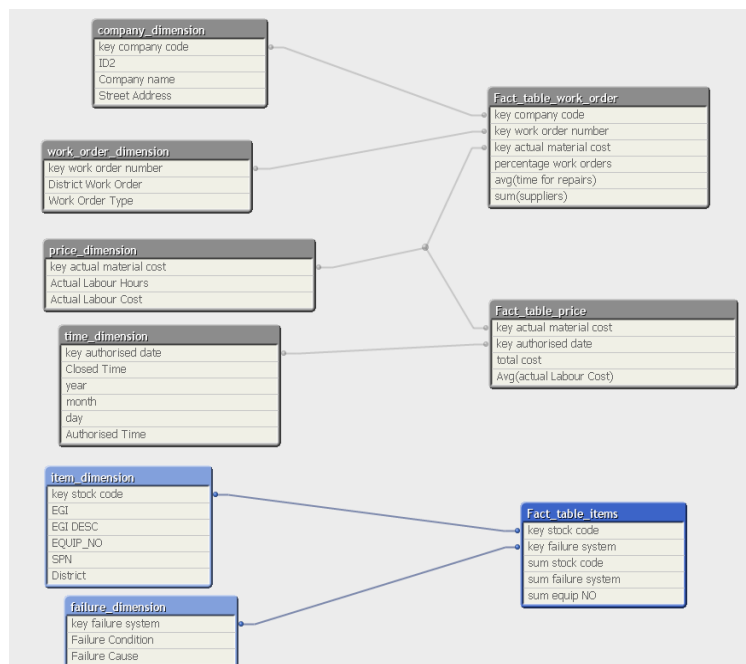 company_dimension
key company code
ID2
Company name
Street Address
Fact_table_work_order
key company code
key work order number
key actual material cost
percentage work orders
avg(time for repairs)
sum(suppliers)
work_order_dimension
key work order number
District Work Order
Work Order Type
price_dimension
key actual material cost
Actual Labour Hours
Actual Labour Cost
Fact_table_price
key actual material cost
key authorised date
total cost
Avg(actual Labour Cost)
time_dimension
key authorised date
Closed Time
year
month
day
Authorised Time
item_dimension
key stock code
EGI
EGI DESC
EQUIP_NO
SPN
District
Fact_table_items
key stock code
key failure system
sum stock code
sum failure system
sum equip NO
failure_dimension
key failure system
Failure Condition
Failure Cause